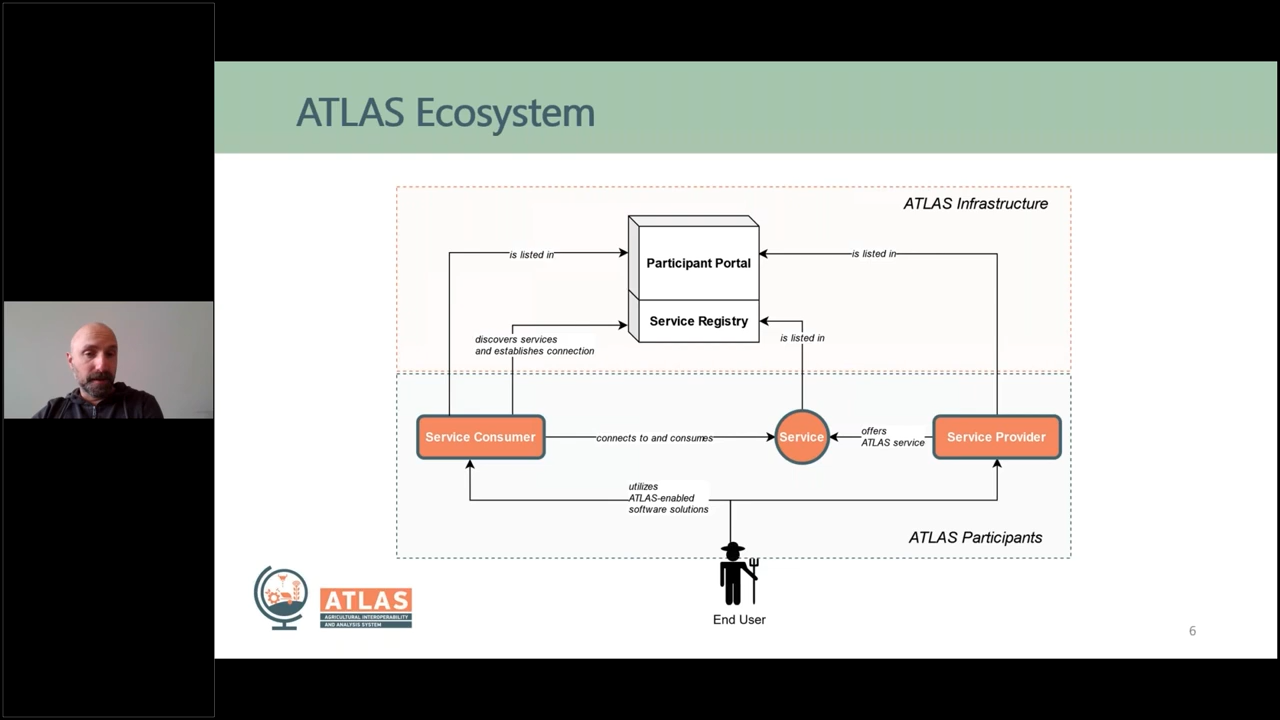 ATLAS Ecosystem
ATLAS Infrastructure
is listed in
Participant Portal
is listed in
Service Registry
discovers services
and establishes connection
is listed in
Service Consumer
connects to and consumes
Service
offers
ATLAS service
Service Provider
utilizes
ATLAS-enabled
software solutions
ATLAS Participants
End User
ATLAS
AGRICULTURAL INTEROPERABILITY
AND ANALYSIS SYSTEM
6